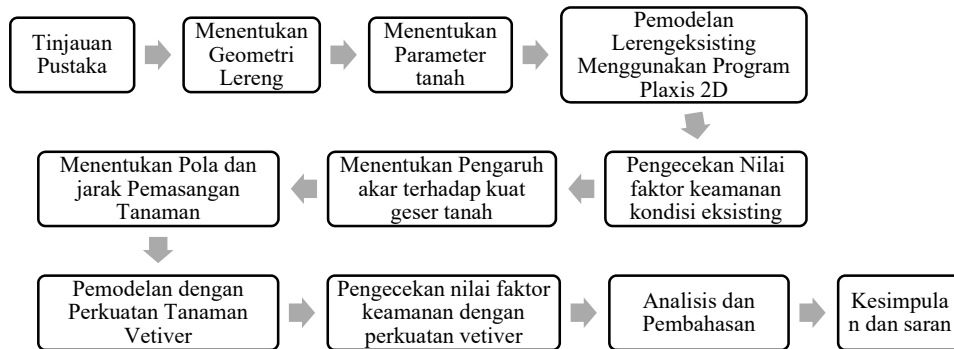 Tinjauan
Pustaka
Menentukan
Geometri
Lereng
Menentukan
Parameter
tanah
Pemodelan
Lerengeksisting
Menggunakan Program
Plaxis 2D
Pengecekan Nilai
faktor keamanan
kondisi eksisting
Menentukan Pengaruh
akar terhadap kuat
geser tanah
Menentukan Pola dan
jarak Pemasangan
Tanaman
Pemodelan dengan
Perkuatan Tanaman
Vetiver
Pengecekan nilai faktor
keamanan dengan
perkuatan vetiver
Analisis dan
Pembahasan
Kesimpula
n dan saran